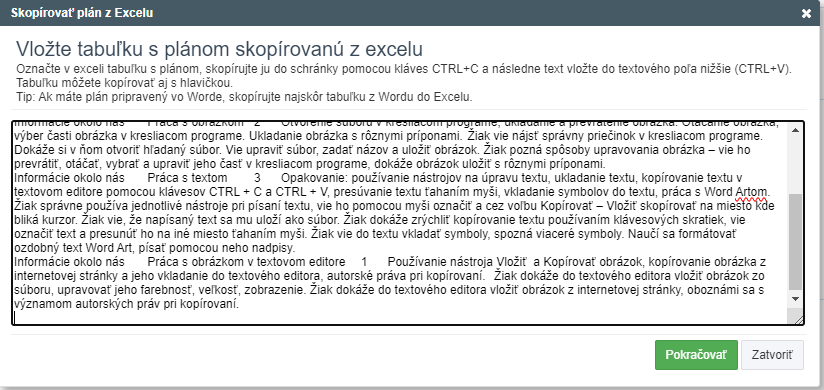 Skopírovať plán z Excelu
Vložte tabuľku s plánom skopírovanú z excelu
Označte v exceli tabuľku s plánom, skopírujte ju do schránky pomocou kláves CTRL+C a následne text vložte do textového poľa nižšie (CTRL+V).
Tabuľku môžete kopírovať aj s hlavičkou.
Tip: Ak máte plán pripravený vo Worde, skopírujte najskôr tabuľku z Wordu do Excelu.
Informácie okolo nás Práca s obrázkom 2 Otvorenie súboru v kresliacom programe, ukladanie a prevrátenie obrázka. Otáčanie obrázka,
výber časti obrázka v kresliacom programe. Ukladanie obrázka s rôznymi príponami. Žiak vie nájsť správny priečinok v kresliacom programe.
Dokáže si v ňom otvoriť hľadaný súbor. Vie upraviť súbor, zadať názov a uložiť obrázok. Žiak pozná spôsoby upravovania obrázka – vie ho
prevrátiť, otáčať, vybrať a upraviť jeho časť v kresliacom programe, dokáže obrázok uložiť s rôznymi príponami.
Informácie okolo nás Práca s textom 3 Opakovanie: používanie nástrojov na úpravu textu, ukladanie textu, kopírovanie textu v
textovom editore pomocou klávesov CTRL + C a CTRL + V, presúvanie textu ťahaním myši, vkladanie symbolov do textu, práca s Word Artom.
Žiak správne používa jednotlivé nástroje pri písaní textu, vie ho pomocou myši označiť a cez voľbu Kopírovať – Vložiť skopírovať na miesto kde
bliká kurzor. Žiak vie, že napísaný text sa mu uloží ako súbor. Žiak dokáže zrýchliť kopírovanie textu používaním klávesových skratiek, vie
označiť text a presunúť ho na iné miesto ťahaním myši. Žiak vie do textu vkladať symboly, spozná viaceré symboly. Naučí sa formátovať
ozdobný text Word Art, písať pomocou neho nadpisy.
Informácie okolo nás Práca s obrázkom v textovom editore 1 Používanie nástroja Vložiť a Kopírovať obrázok, kopírovanie obrázka z
internetovej stránky a jeho vkladanie do textového editora, autorské práva pri kopírovaní. Žiak dokáže do textového editora vložiť obrázok zo
súboru, upravovať jeho farebnosť, veľkosť, zobrazenie. Žiak dokáže do textového editora vložiť obrázok z internetovej stránky, oboznámi sa s
významom autorských práv pri kopírovaní.
Pokračovať Zatvoriť